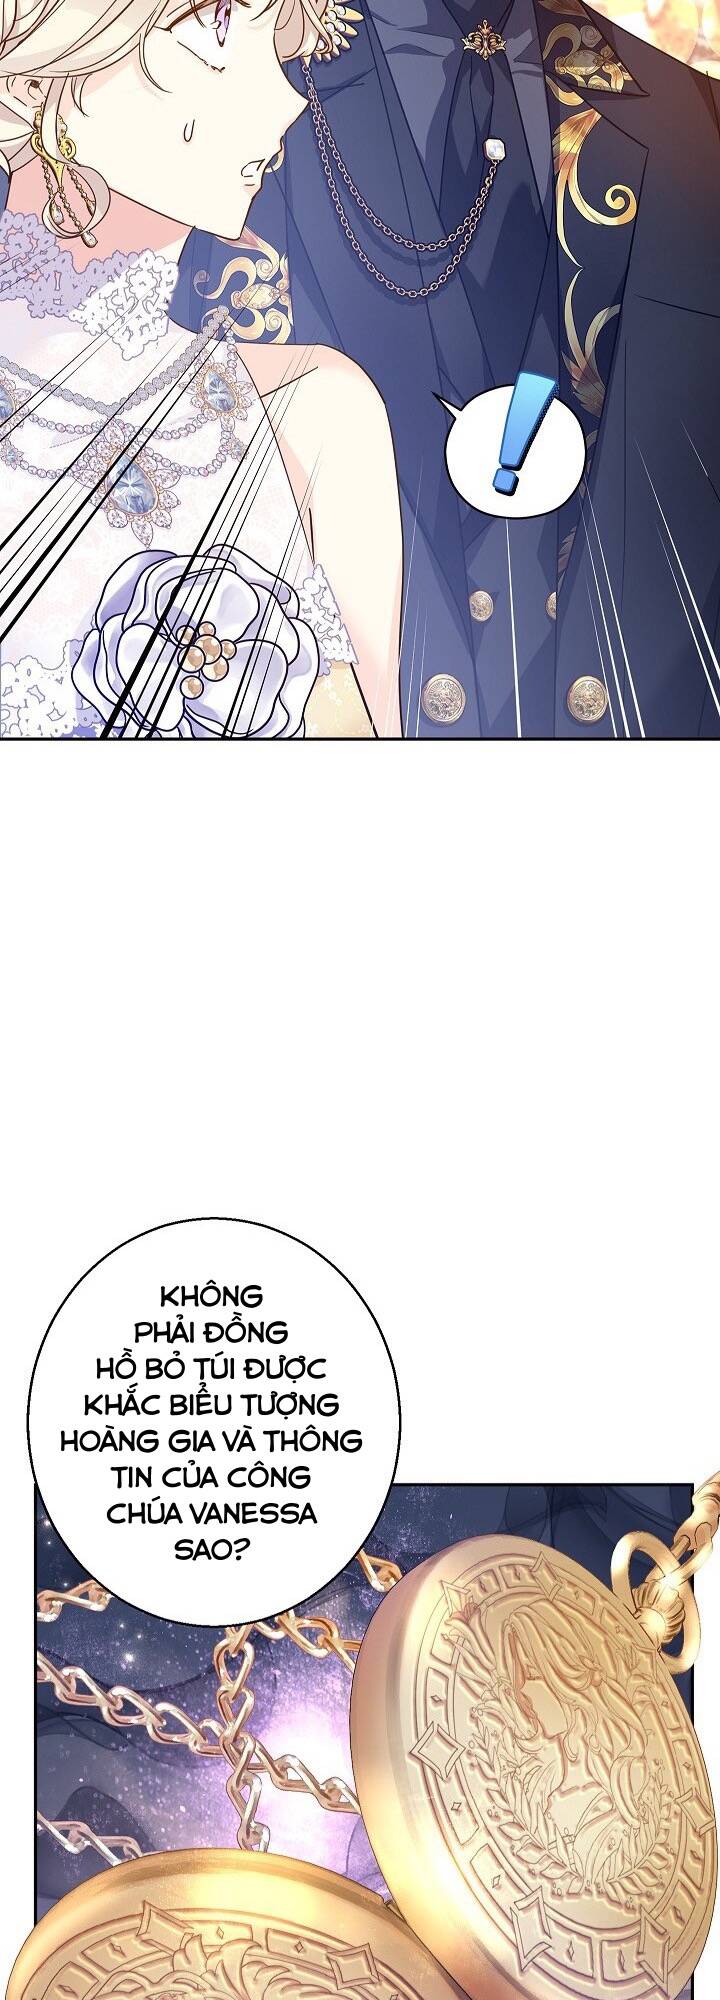 !
KHÔNG
PHẢI ĐỒNG
HỒ BỎ TÚI ĐƯỢC
KHẮC BIỂU TƯỢNG
HOÀNG GIA VÀ THÔNG
TIN CỦA CÔNG
CHÚA VANESSA
SAO?